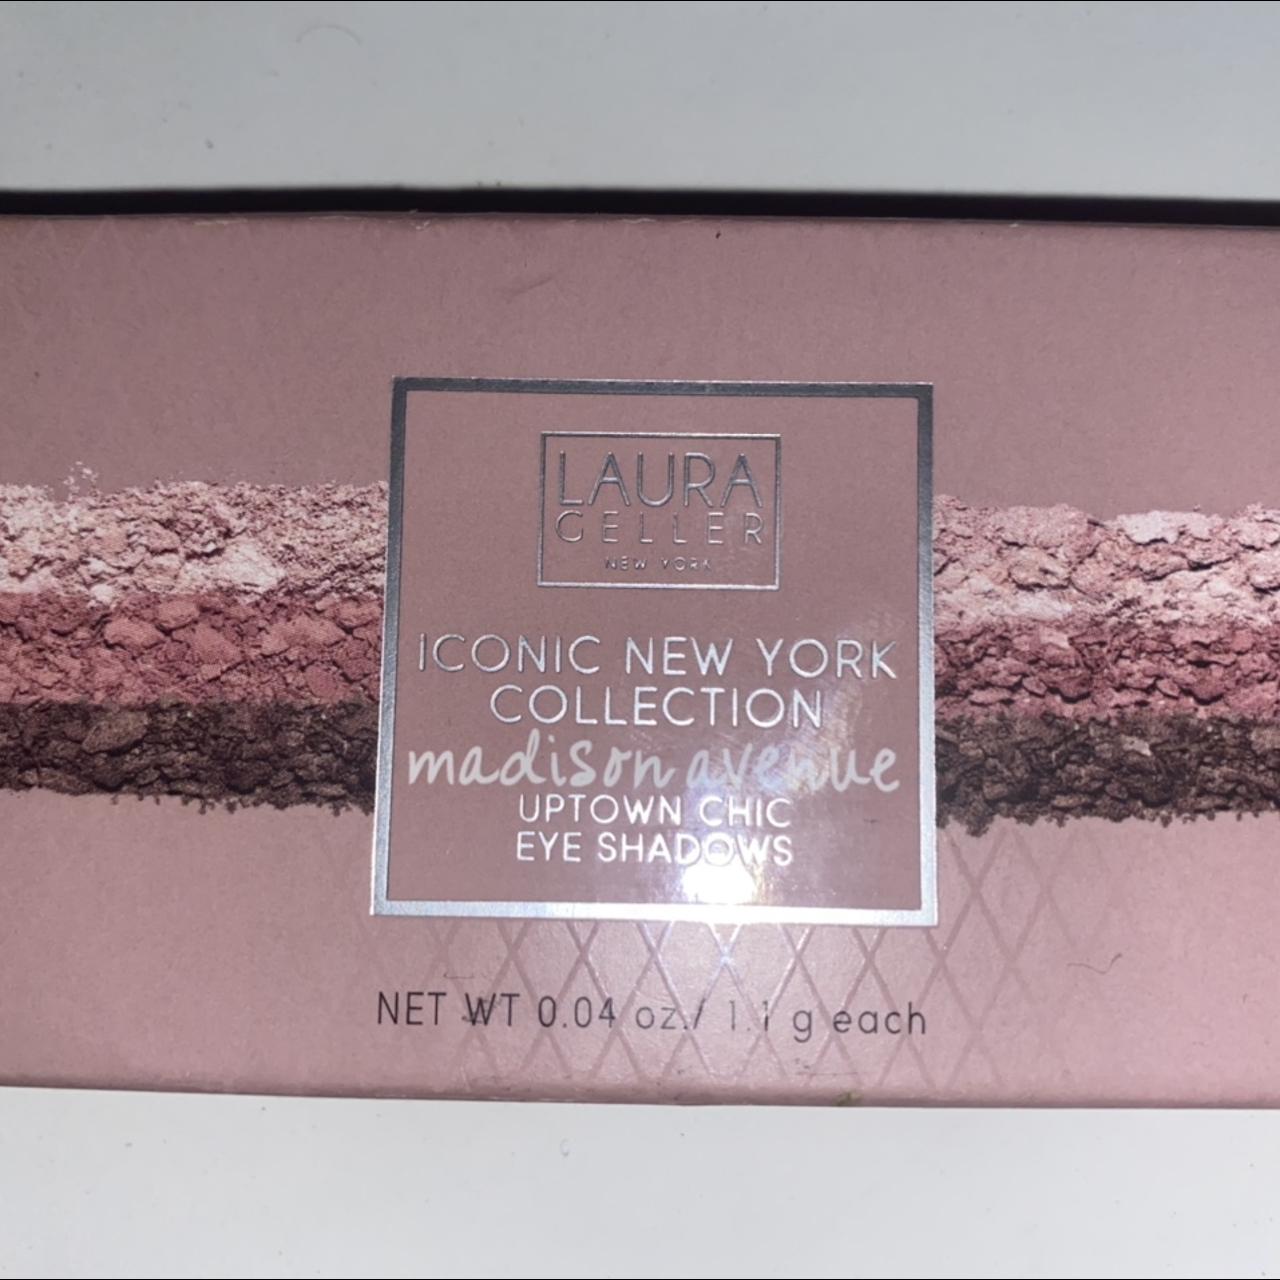 LAURA
GELLER
NEW YORK
ICONIC NEW YORK
COLLECTION
madison avenue
UPTOWN CHIC
EYE SHADOWS
NET WT 0.04 oz./ 1.1 g each